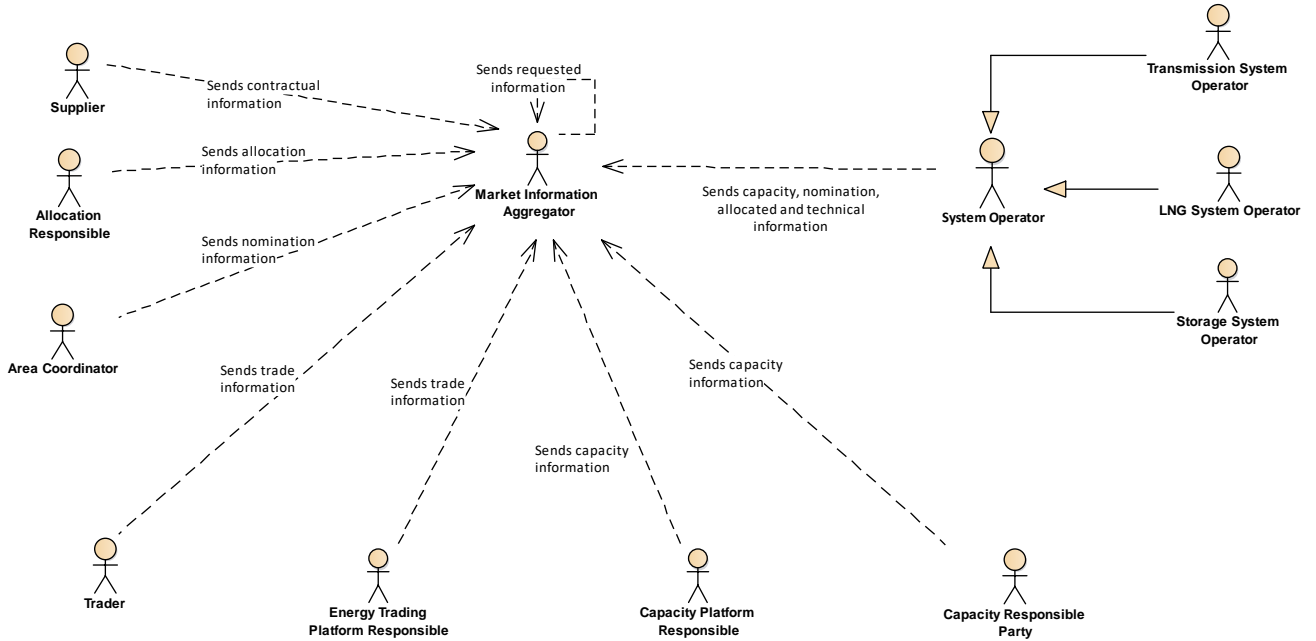 Transmission System
Operator
Sends requested
information
Supplier
Sends contractual
information
Sends allocation
information
Allocation
Responsible
Market Information
Aggregator
Sends capacity, nomination,
allocated and technical
information
System Operator
LNG System Operator
Sends nomination
information
Area Coordinator
Storage System
Operator
Sends trade
information
Sends trade
information
Sends capacity
information
Sends capacity
information
Trader
Energy Trading
Platform Responsible
Capacity Platform
Responsible
Capacity Responsible
Party